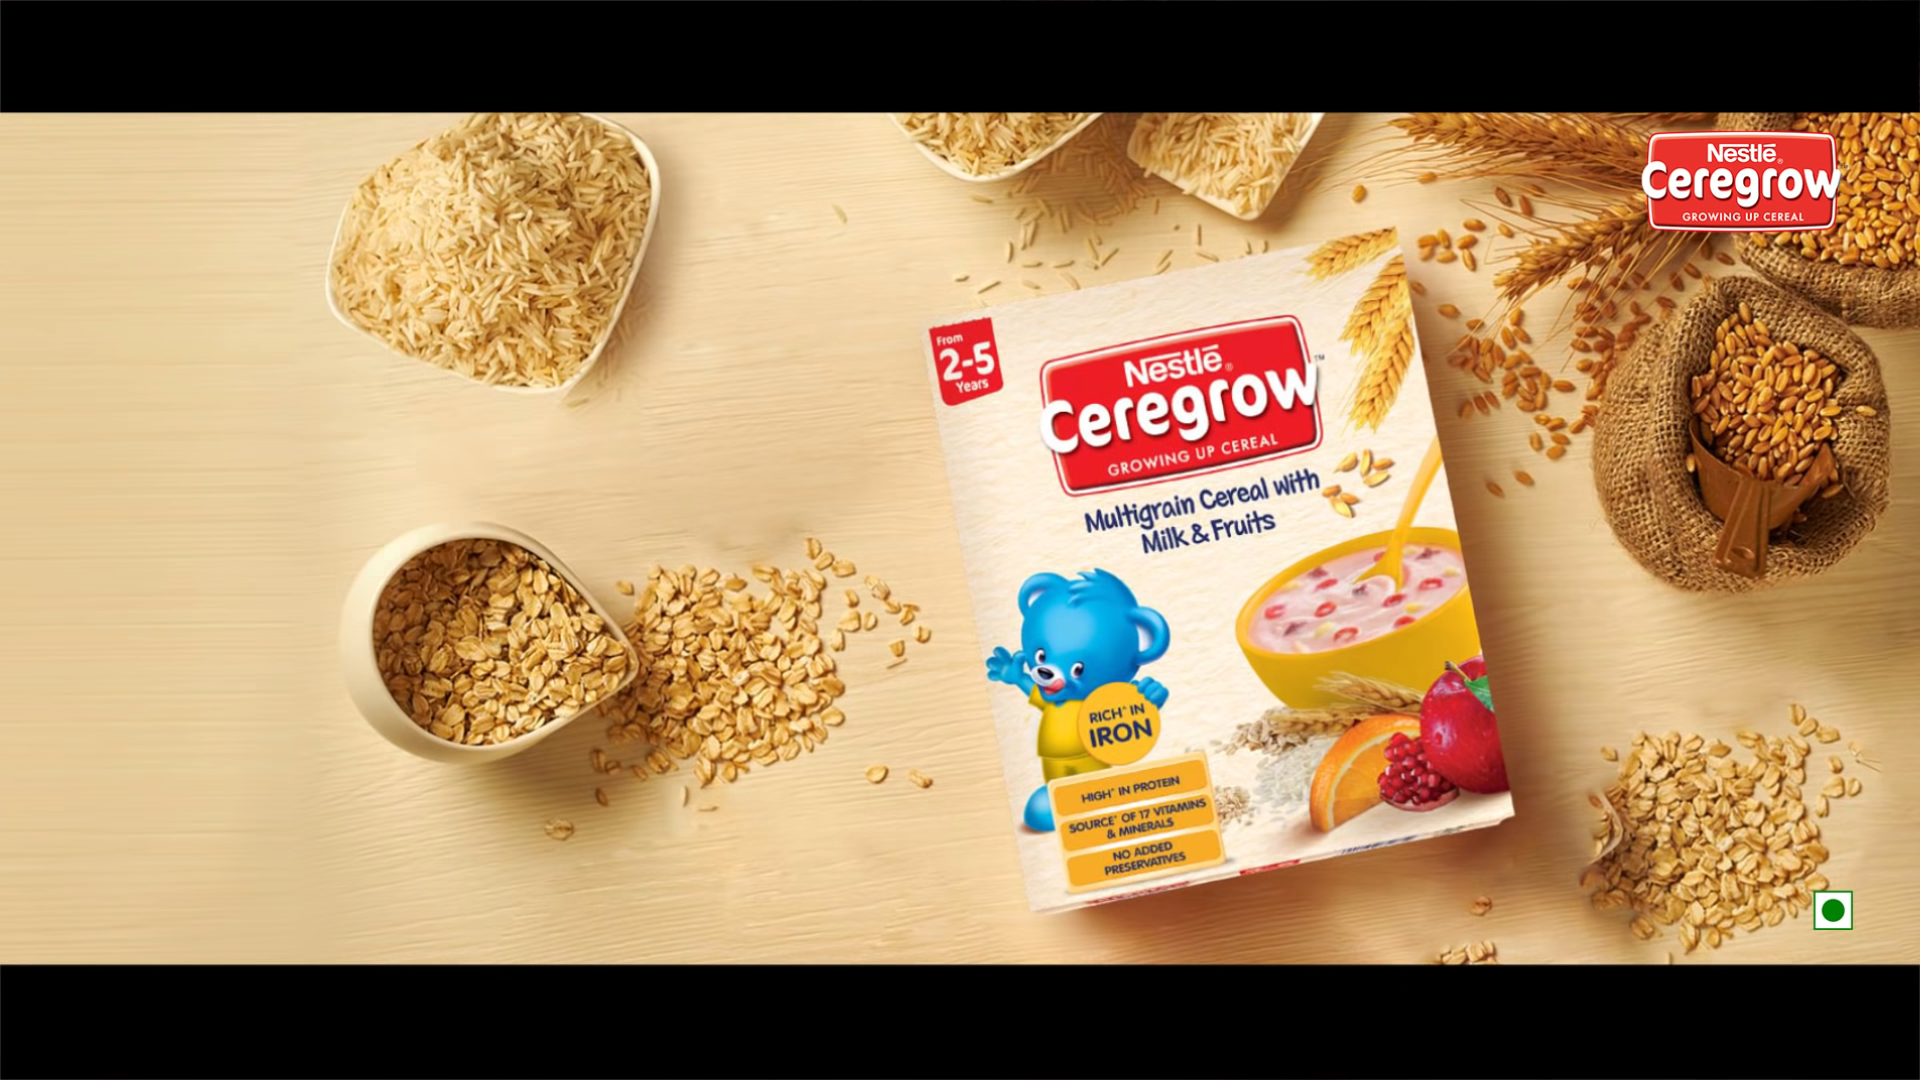 Nestlé
Ceregrow
GROWING UP CEREAL
From
2-5
Years
Nestlé
Ceregrow™
GROWING UP CEREAL
Multigrain Cereal with
Milk & Fruits
RICH* IN
IRON
HIGH* IN PROTEIN
SOURCE* OF 17 VITAMINS
& MINERALS
NO ADDED
PRESERVATIVES